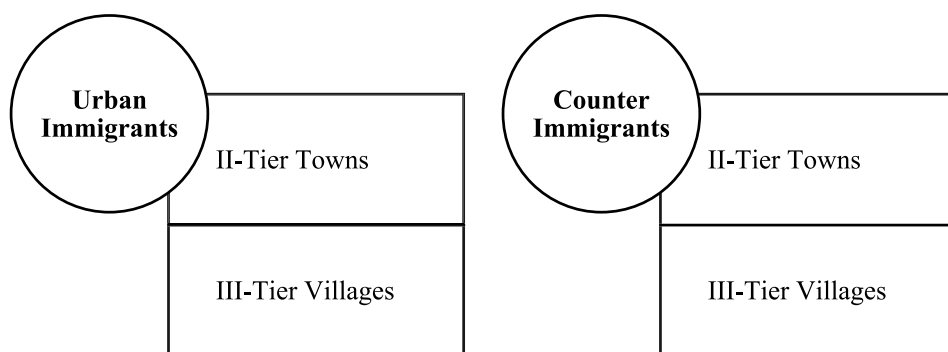 Urban
Immigrants
II-Tier Towns
III-Tier Villages
Counter
Immigrants
II-Tier Towns
III-Tier Villages